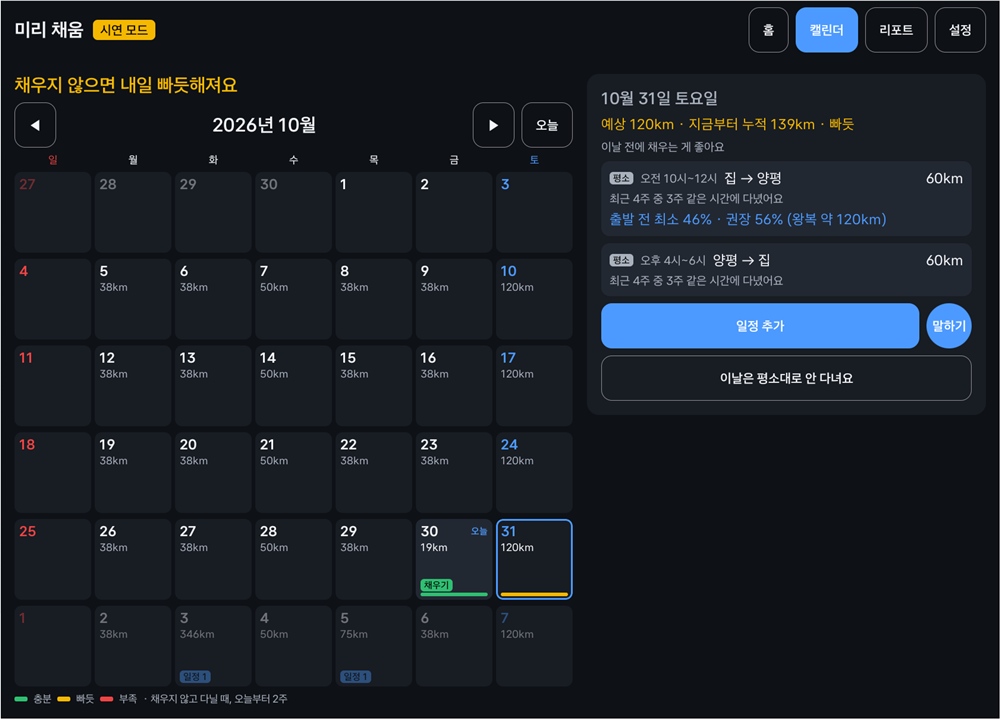 미리 채움 시연 모드 홈 캘린더 리포트 설정
채우지 않으면 내일 빠듯해져요
◀ 2026년 10월 ▶ 오늘
일 월 화 수 목 금 토
27 28 29 30 1 2 3
4 5 6 7 8 9 10
38km 38km 50km 38km 38km 120km
11 12 13 14 15 16 17
38km 38km 50km 38km 38km 120km
18 19 20 21 22 23 24
38km 38km 50km 38km 38km 120km
25 26 27 28 29 30 오늘 31
38km 38km 50km 38km 19km 120km
채우기
1 2 3 4 5 6 7
38km 346km 50km 75km 38km 120km
일정 1 일정 1
충분 빠듯 부족 · 채우지 않고 다닐 때, 오늘부터 2주
10월 31일 토요일
예상 120km · 지금부터 누적 139km · 빠듯
이날 전에 채우는 게 좋아요
평소 오전 10시~12시 집 → 양평 60km
최근 4주 중 3주 같은 시간에 다녔어요
출발 전 최소 46% · 권장 56% (왕복 약 120km)
평소 오후 4시~6시 양평 → 집 60km
최근 4주 중 3주 같은 시간에 다녔어요
일정 추가 말하기
이날은 평소대로 안 다녀요